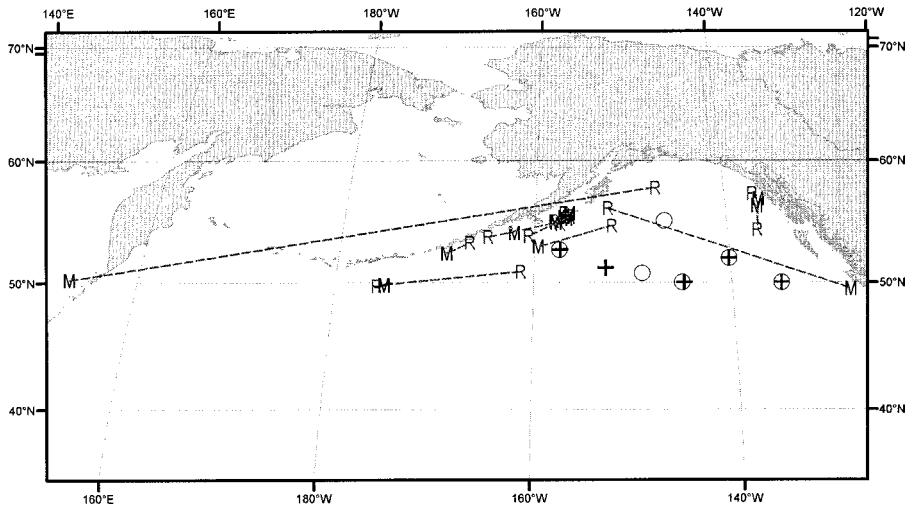 140°E 160°E 180°W 160°W 140°W 120°W
70°N 70°N
60°N 60°N
R
R M
R M
M R R
R M R M
R
M
R
M R R
M 50°N 50°N
R M M
40°N 40°N
160°E 180°W 160°W 140°W